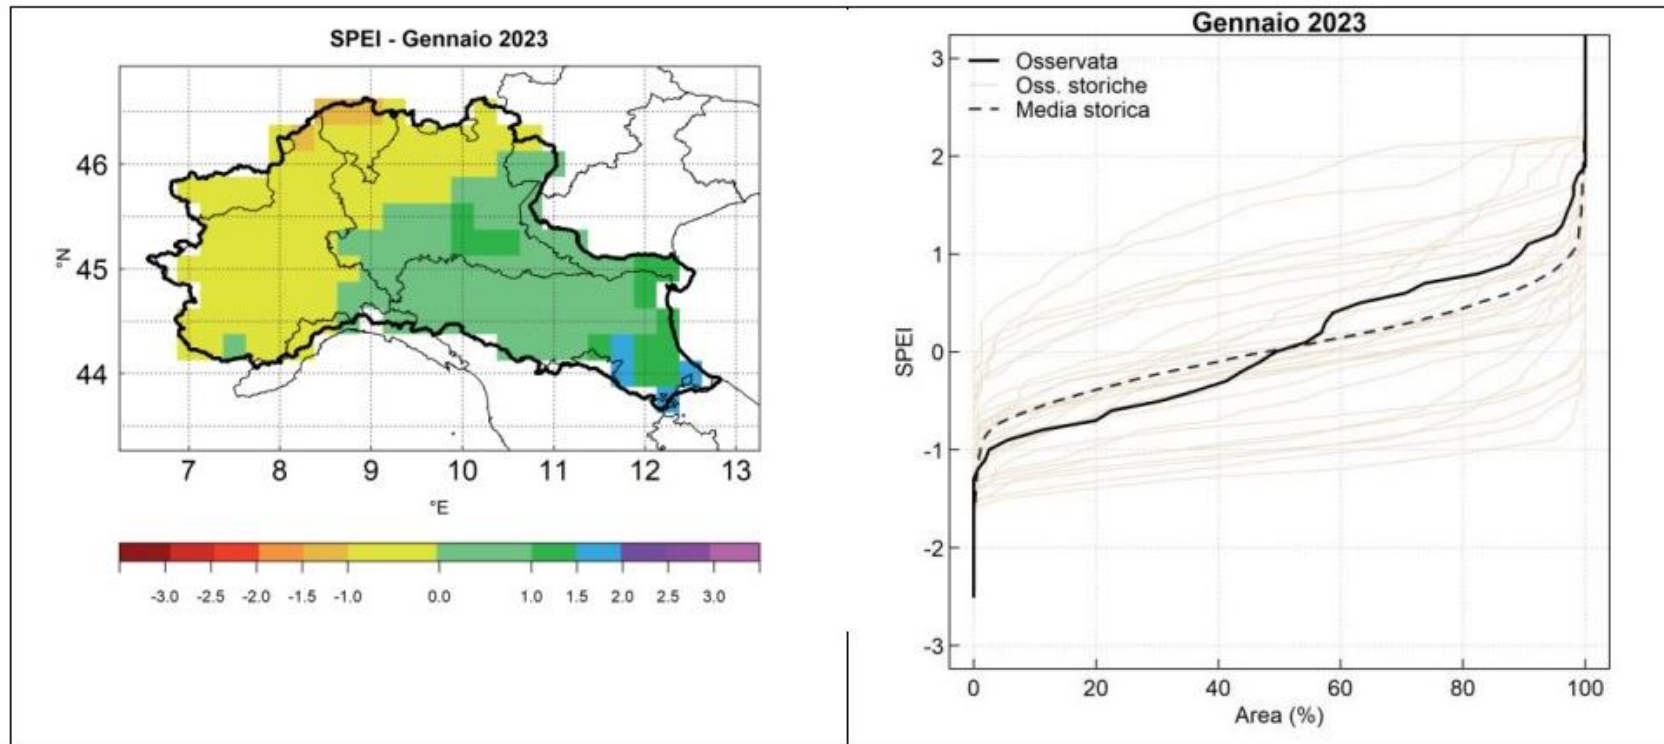 SPEI - Gennaio 2023
46
45
44
°N
7 8 9 10 11 12 13
°E
-3.0 -2.5 -2.0 -1.5 -1.0 0.0 1.0 1.5 2.0 2.5 3.0
Gennaio 2023
Osservata
Oss. storiche
Media storica
3
2
1
0
-1
-2
-3
SPEI
0 20 40 60 80 100
Area (%)